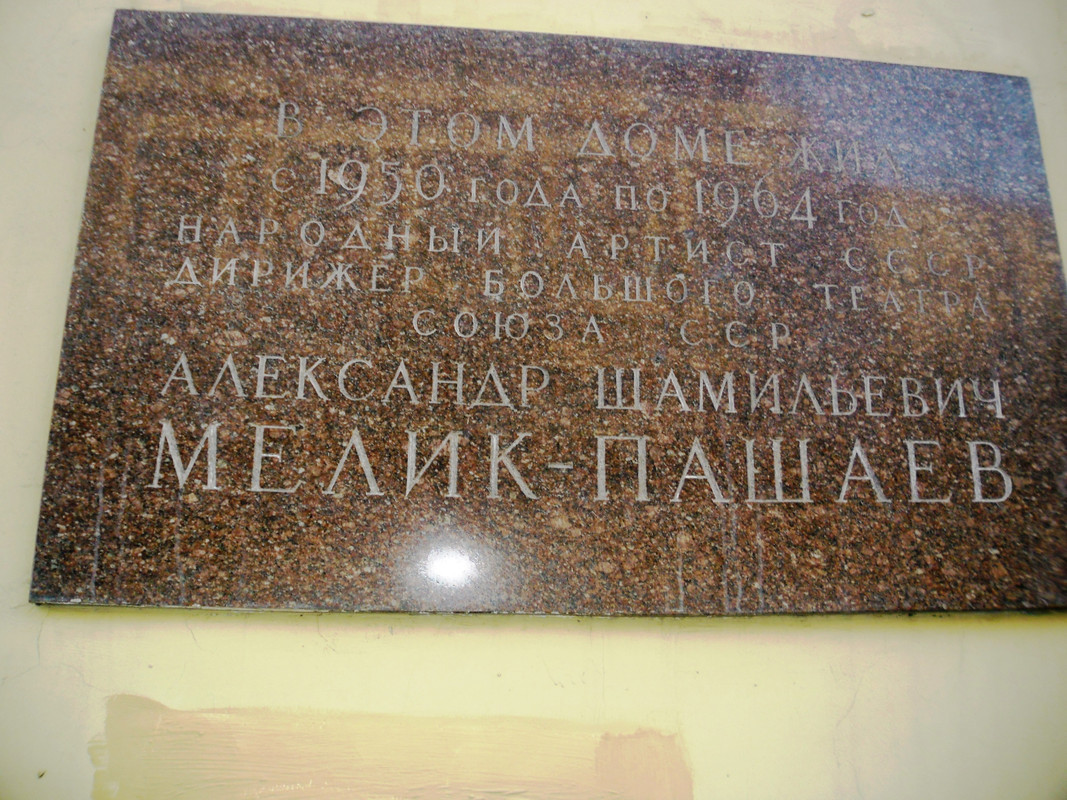 В ЭТОМ ДОМЕ ЖИЛ
С 1950 ГОДА ПО 1964 ГОД
НАРОДНЫЙ АРТИСТ СССР
ДИРИЖЕР БОЛЬШОГО ТЕАТРА
СОЮЗА ССР
АЛЕКСАНДР ШАМИЛЬЕВИЧ
МЕЛИК-ПАШАЕВ